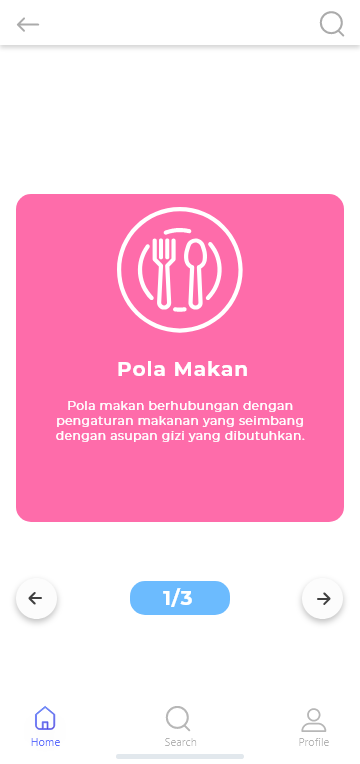 Pola Makan
Pola makan berhubungan dengan
pengaturan makanan yang seimbang
dengan asupan gizi yang dibutuhkan.
1/3
Home
Search
Profile